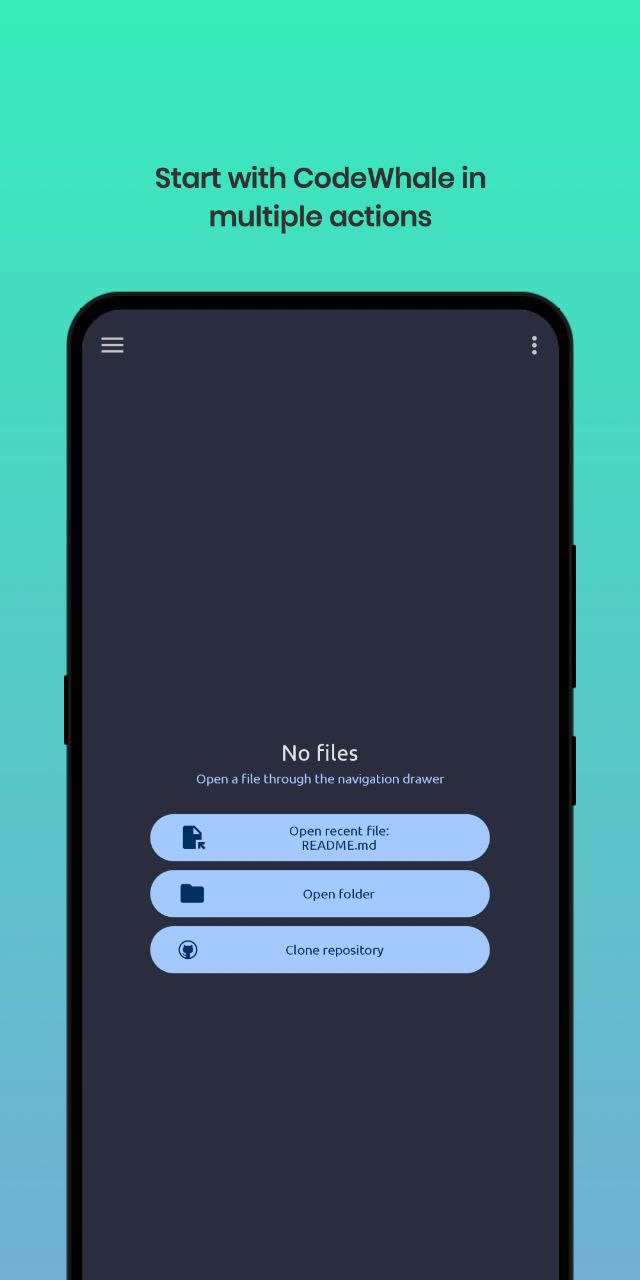 Start with CodeWhale in
multiple actions
No files
Open a file through the navigation drawer
Open recent file:
README.md
Open folder
Clone repository